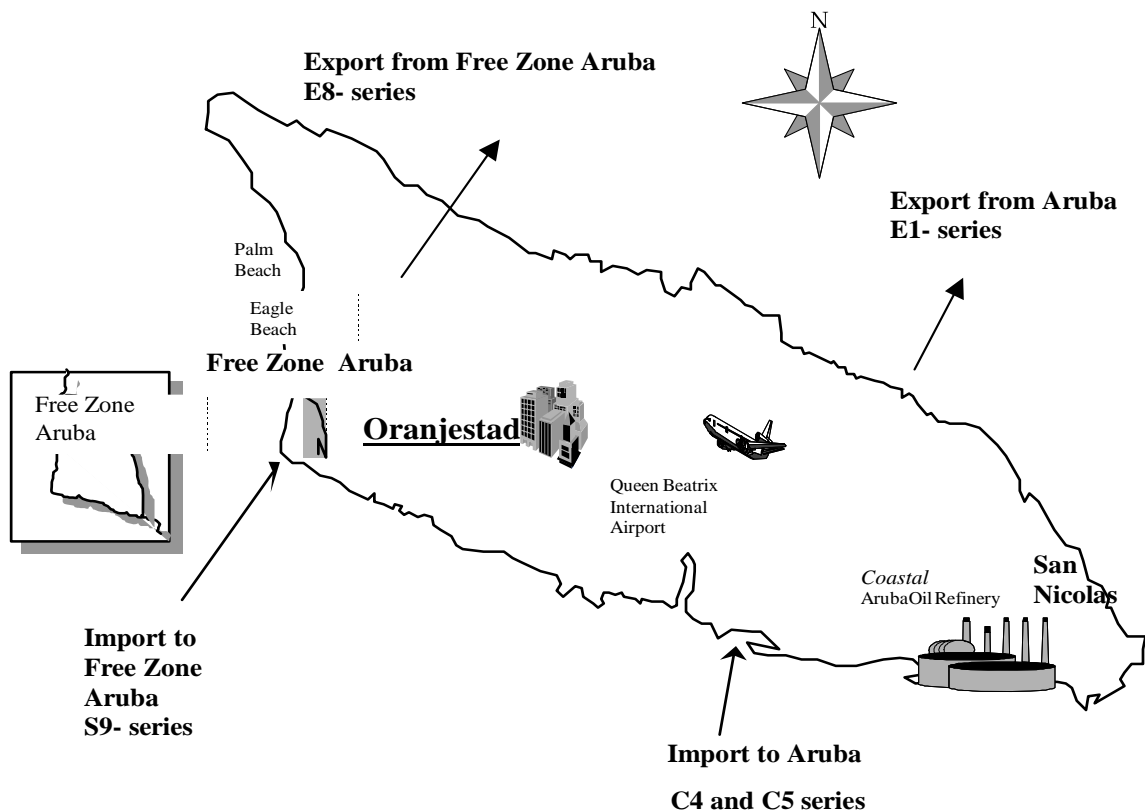 N
Export from Free Zone Aruba
E8- series
Export from Aruba
E1- series
Palm
Beach
Eagle
Beach
Free Zone Aruba
Free Zone
Aruba
Oranjestad
N
Queen Beatrix
International
Airport
Coastal
ArubaOil Refinery
San
Nicolas
Import to
Free Zone
Aruba
S9- series
Import to Aruba
C4 and C5 series